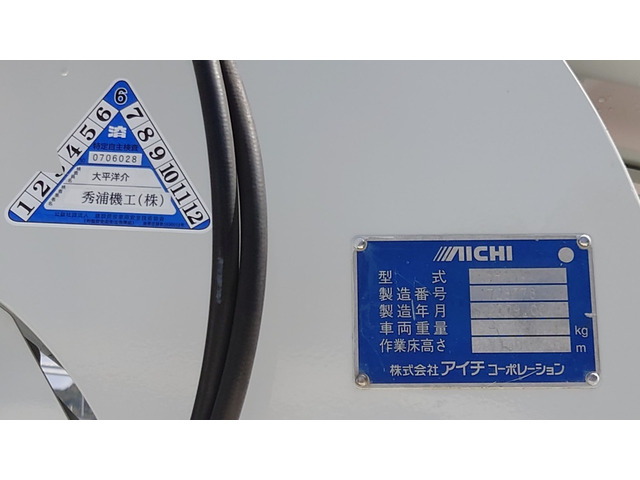 6
1 2 3 4 5 6 7 8 9 10 11 12
済
特定自主検査
0706028
大平洋介
秀浦機工(株)
AICHI
型式
製造番号
製造年月
車両重量 kg
作業床高さ m
株式会社アイチコーポレーション